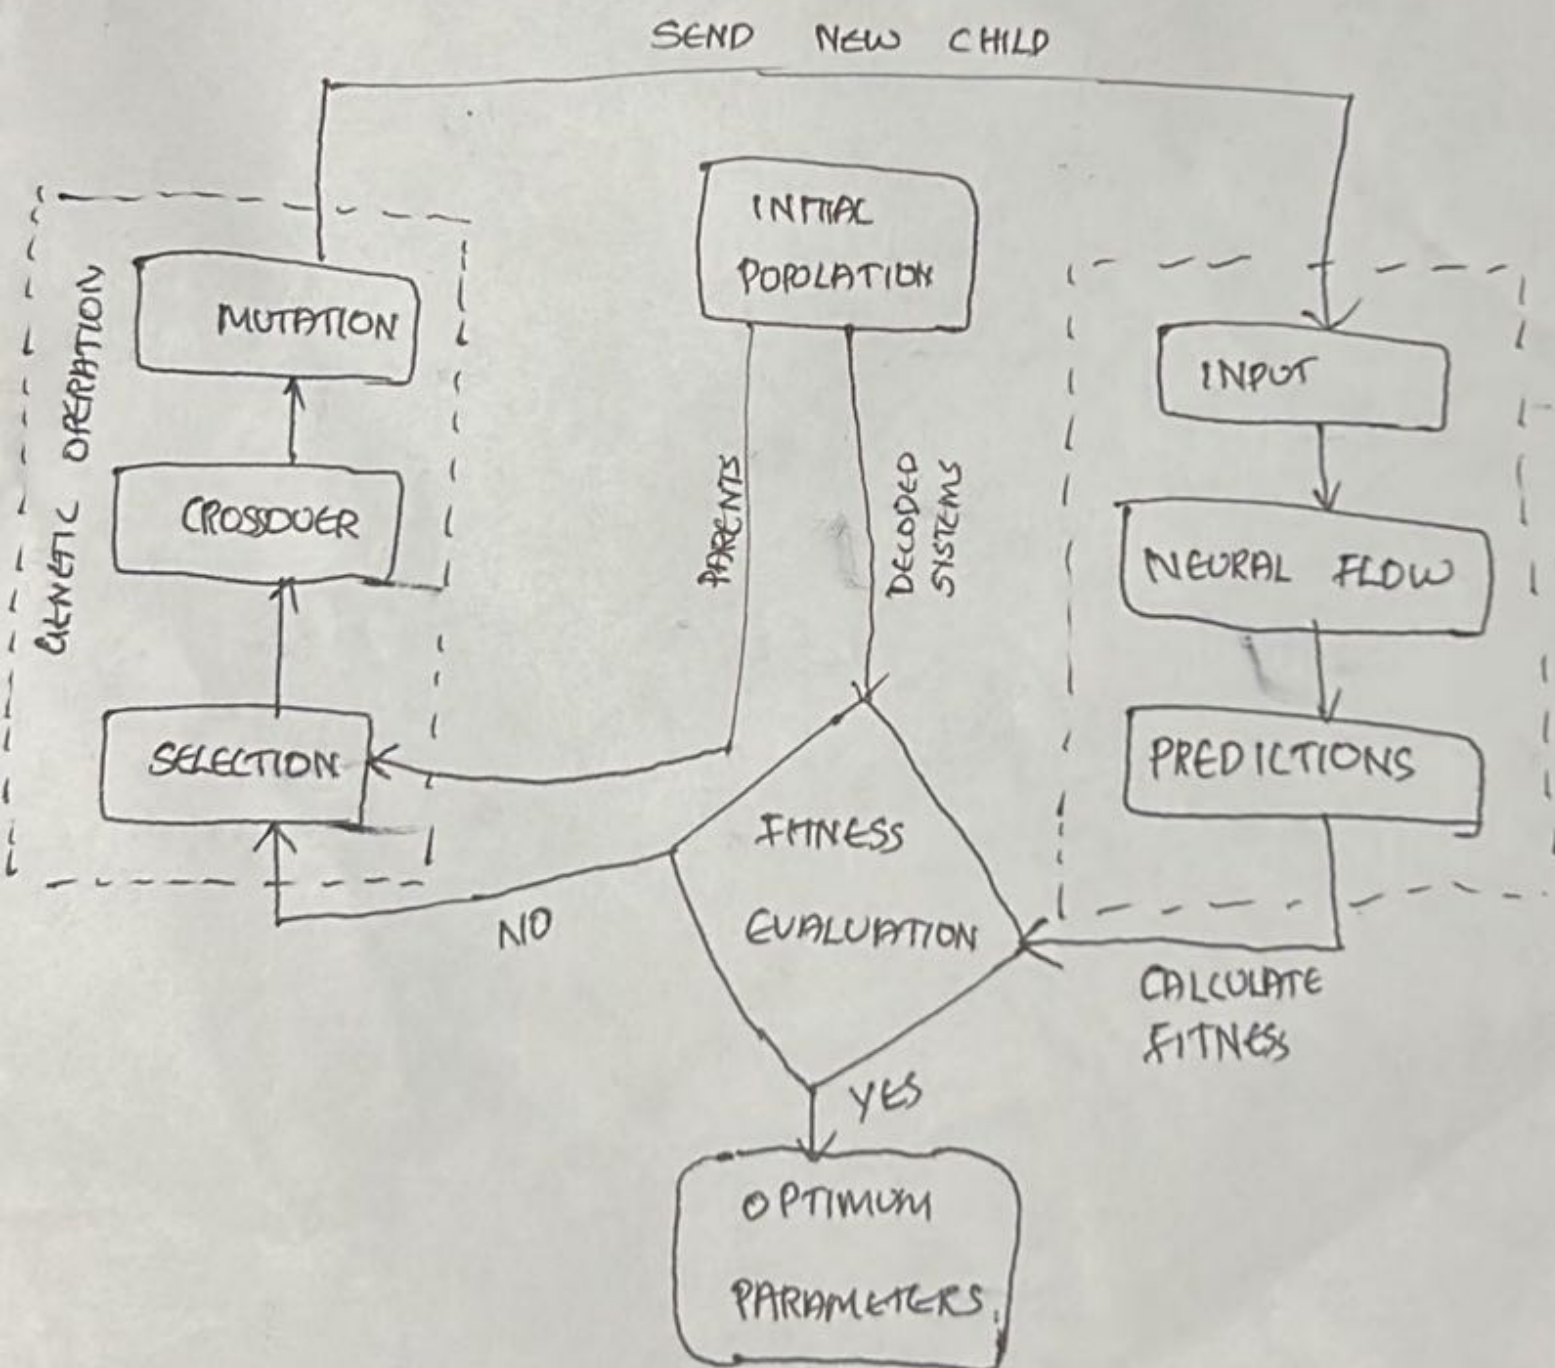 SEND NEW CHILD
INITIAL
POPOLATION
GENETIC OPERATION
MUTATION
CROSSOVER
SELECTION
PARENTS
DECODED
SYSTEMS
INPUT
NEURAL FLOW
PREDICTIONS
FITNESS
EVALUATION
NO
CALCULATE
FITNESS
YES
OPTIMUM
PARAMETERS